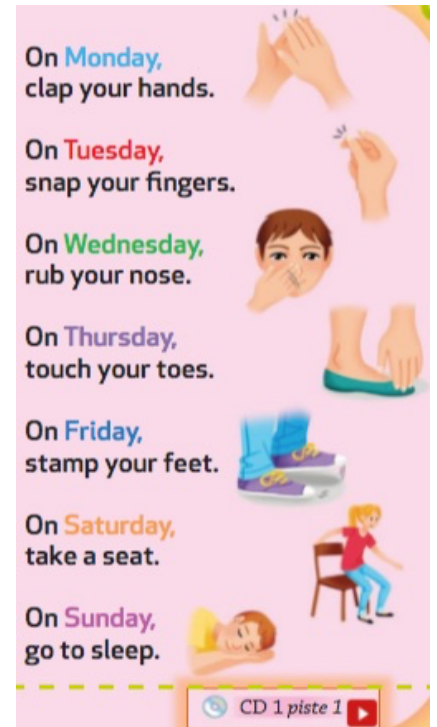 On Monday,
clap your hands.
On Tuesday,
snap your fingers.
On Wednesday,
rub your nose.
On Thursday,
touch your toes.
On Friday,
stamp your feet.
On Saturday,
take a seat.
On Sunday,
go to sleep.
CD 1 piste 1